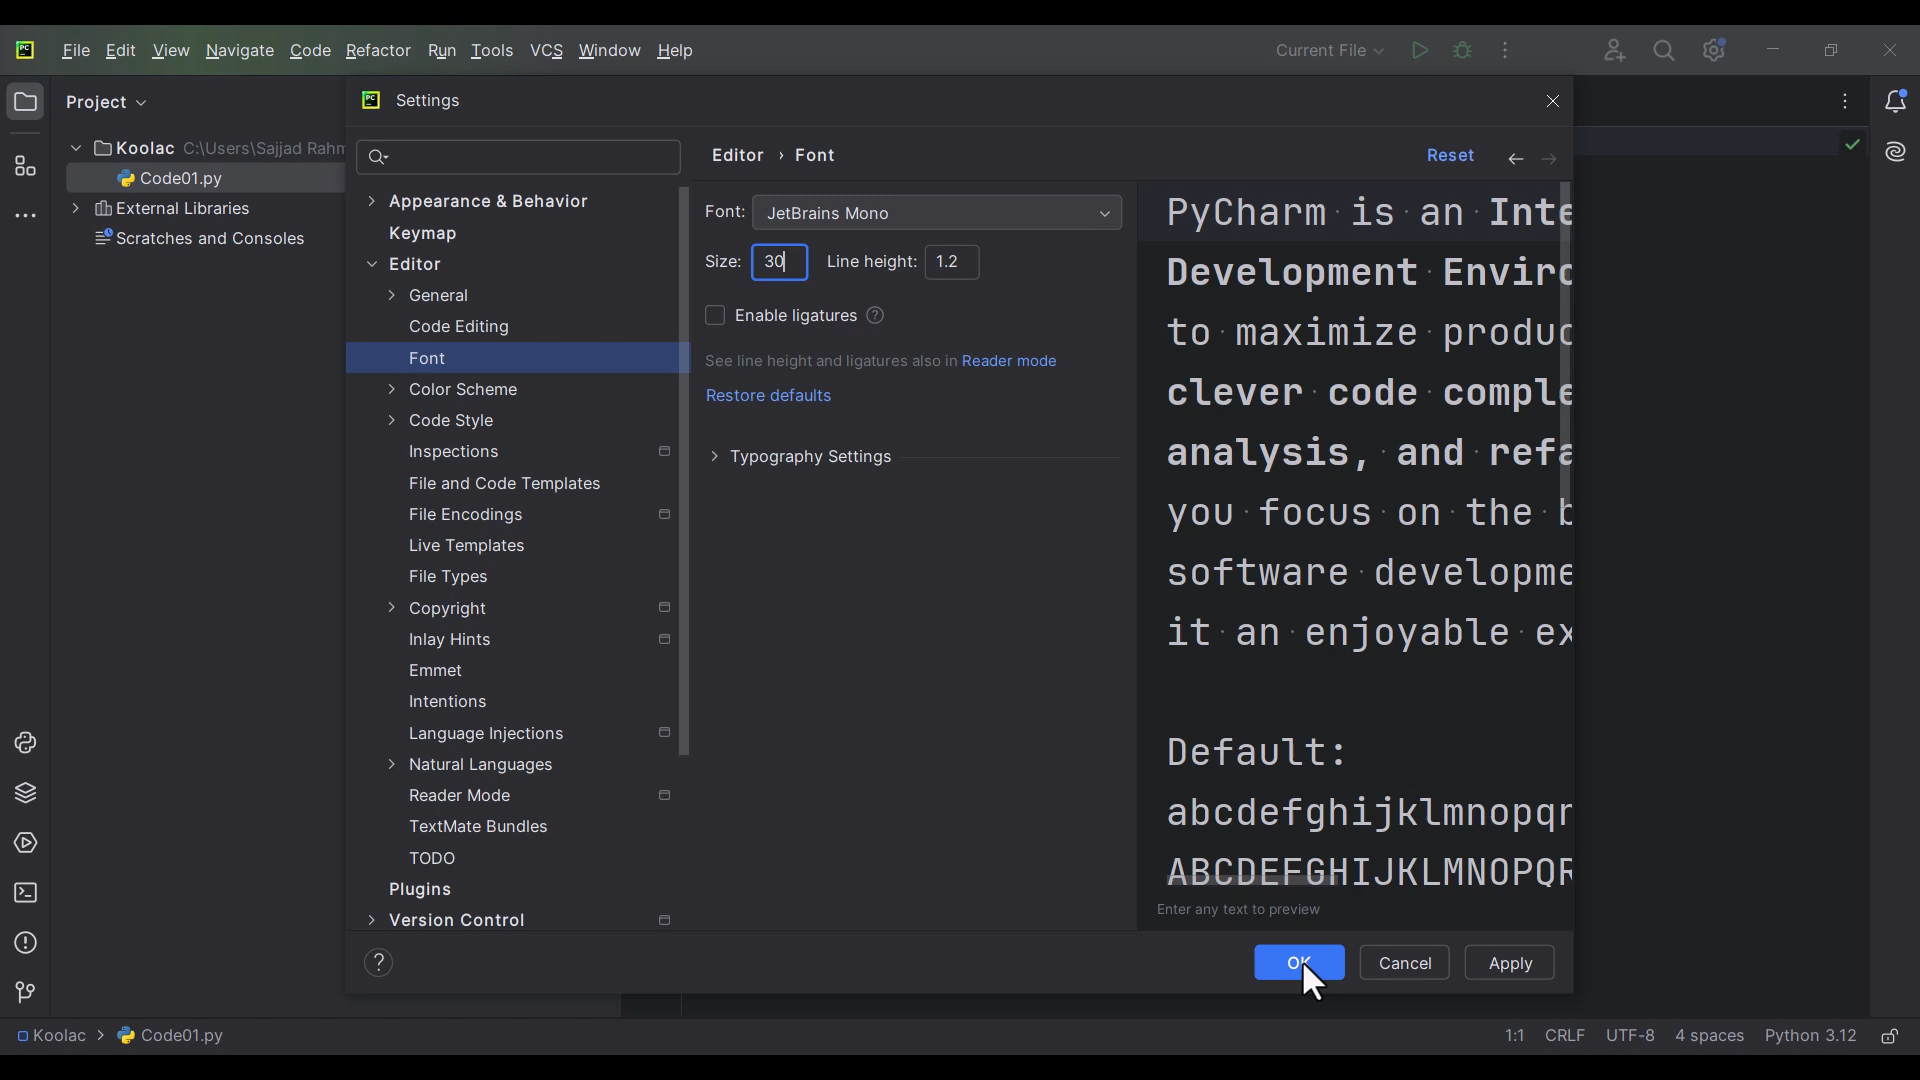 File Edit View Navigate Code Refactor Run Tools VCS Window Help
Current File
Project
Koolac C:\Users\Sajjad Rahm
Code01.py
External Libraries
Scratches and Consoles
Settings
Appearance & Behavior
Keymap
Editor
General
Code Editing
Font
Color Scheme
Code Style
Inspections
File and Code Templates
File Encodings
Live Templates
File Types
Copyright
Inlay Hints
Emmet
Intentions
Language Injections
Natural Languages
Reader Mode
TextMate Bundles
TODO
Plugins
Version Control
Editor › Font
Reset
Font: JetBrains Mono
Size: 30 Line height: 1.2
Enable ligatures ?
See line height and ligatures also in Reader mode
Restore defaults
Typography Settings
PyCharm is an Inte
Development Enviro
to maximize produc
clever code comple
analysis, and refa
you focus on the b
software developme
it an enjoyable ex
Default:
abcdefghijklmnopqr
ABCDEFGHIJKLMNOPQR
Enter any text to preview
?
OK Cancel Apply
Koolac > Code01.py
1:1 CRLF UTF-8 4 spaces Python 3.12